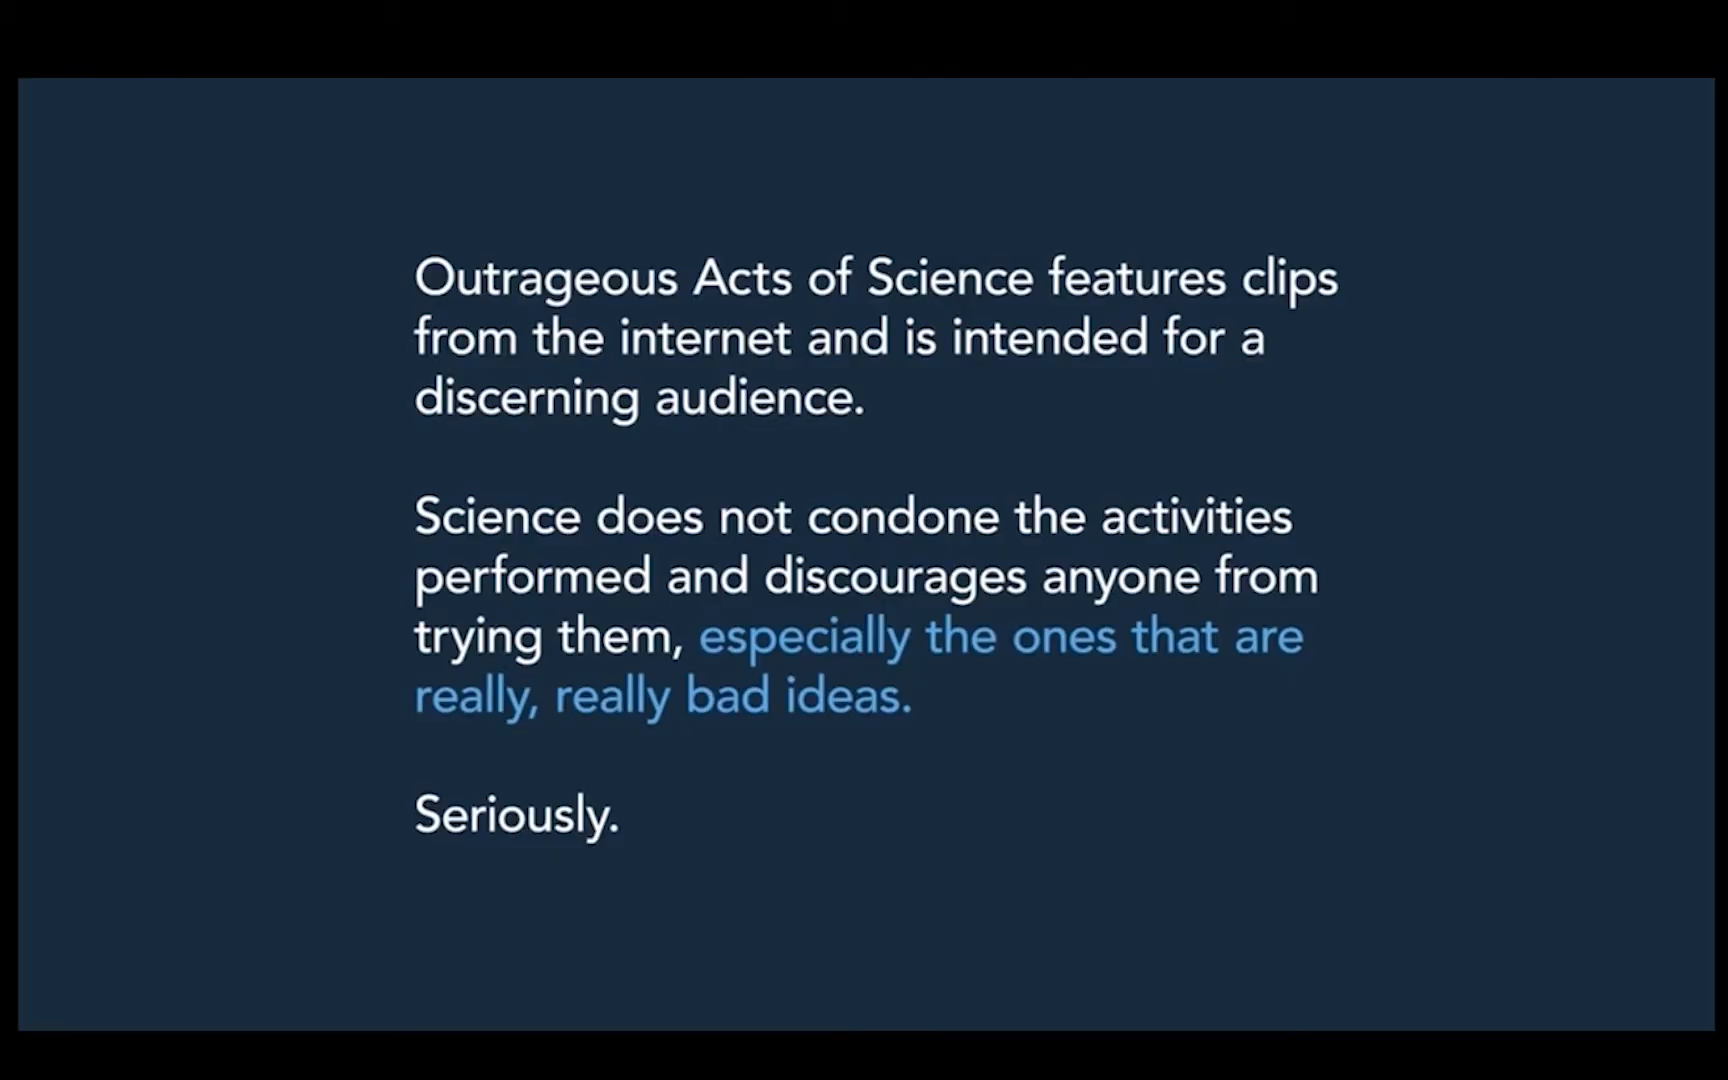 Outrageous Acts of Science features clips
from the internet and is intended for a
discerning audience.
Science does not condone the activities
performed and discourages anyone from
trying them, especially the ones that are
really, really bad ideas.
Seriously.